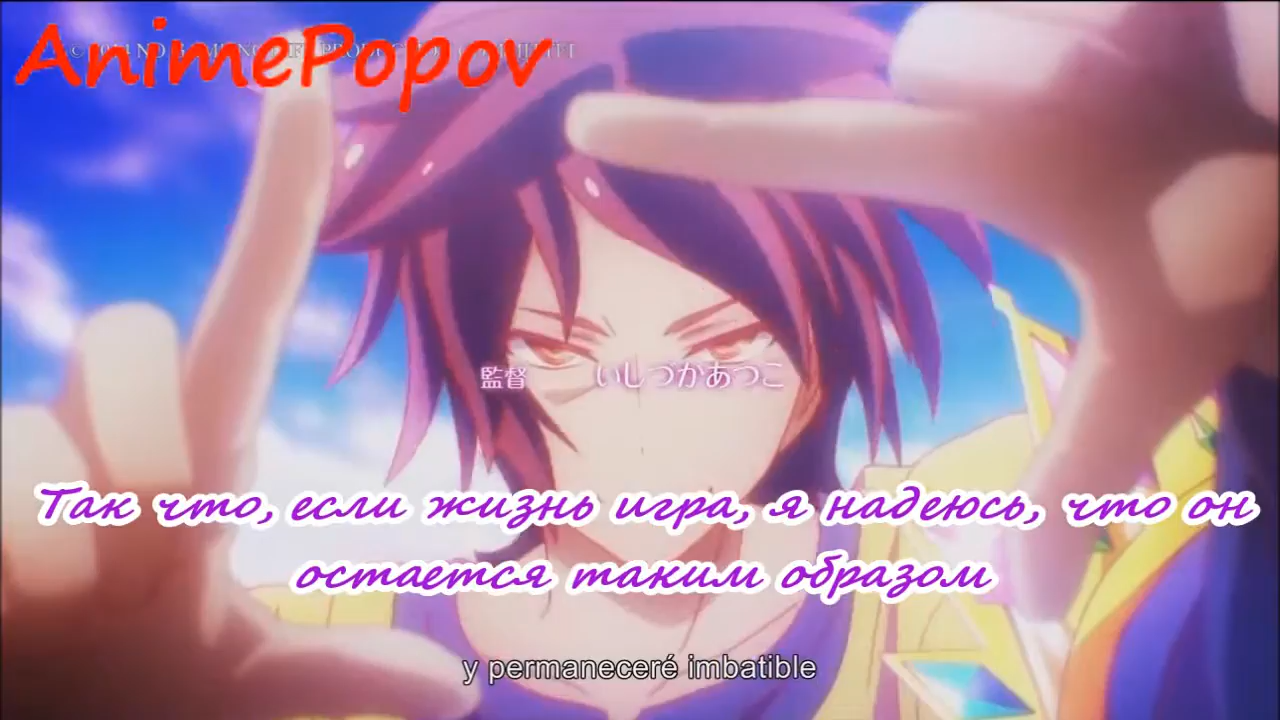 AnimePopov
監督 いしづかあつこ
Так что, если жизнь игра, я надеюсь, что он
остается таким образом
y permaneceré imbatible